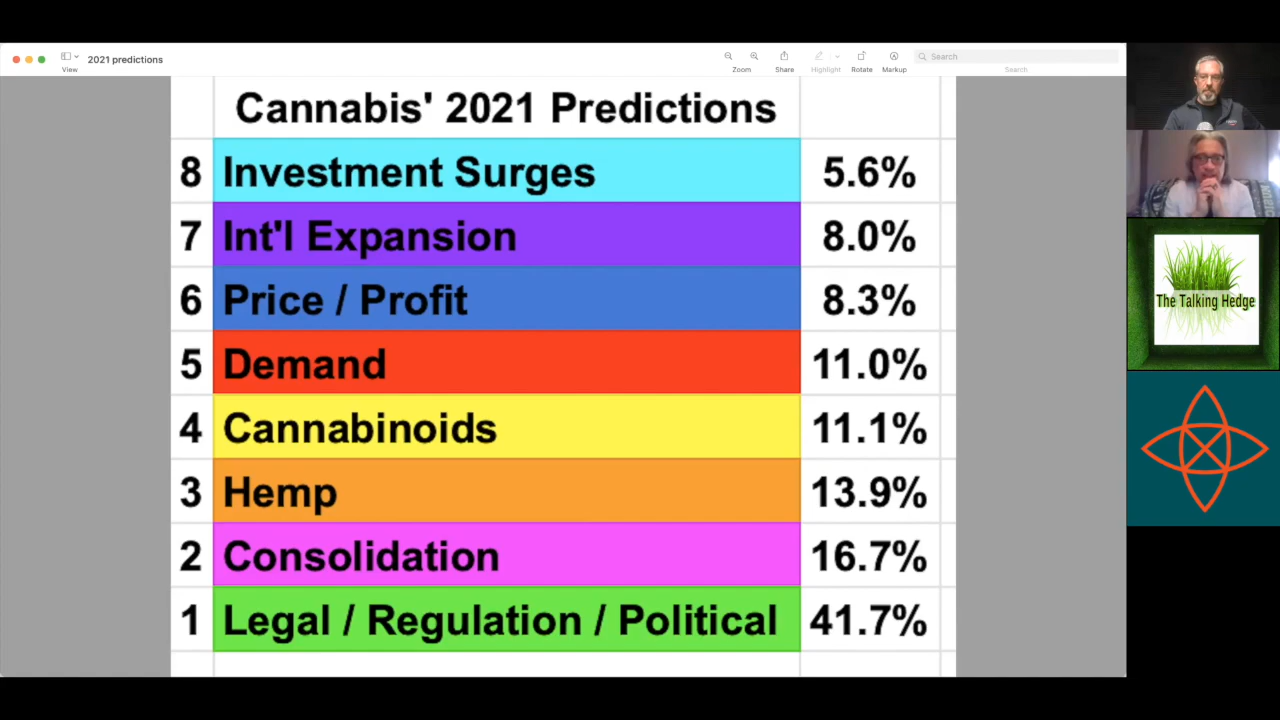 2021 predictions
View
Zoom
Share
Highlight
Rotate
Markup
Search
Search
Cannabis' 2021 Predictions
8 Investment Surges 5.6%
7 Int'l Expansion 8.0%
6 Price / Profit 8.3%
5 Demand 11.0%
4 Cannabinoids 11.1%
3 Hemp 13.9%
2 Consolidation 16.7%
1 Legal / Regulation / Political 41.7%
The Talking Hedge